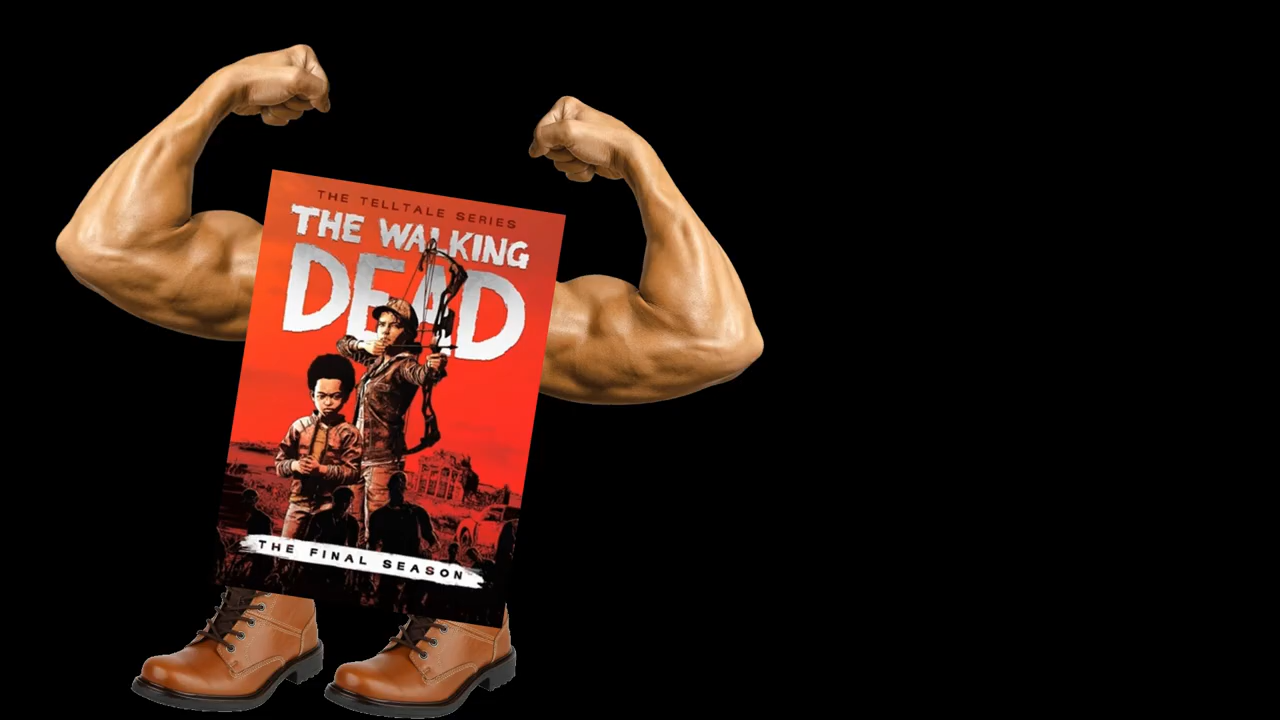 THE TELLTALE SERIES
THE WALKING
DEAD
THE FINAL SEASON